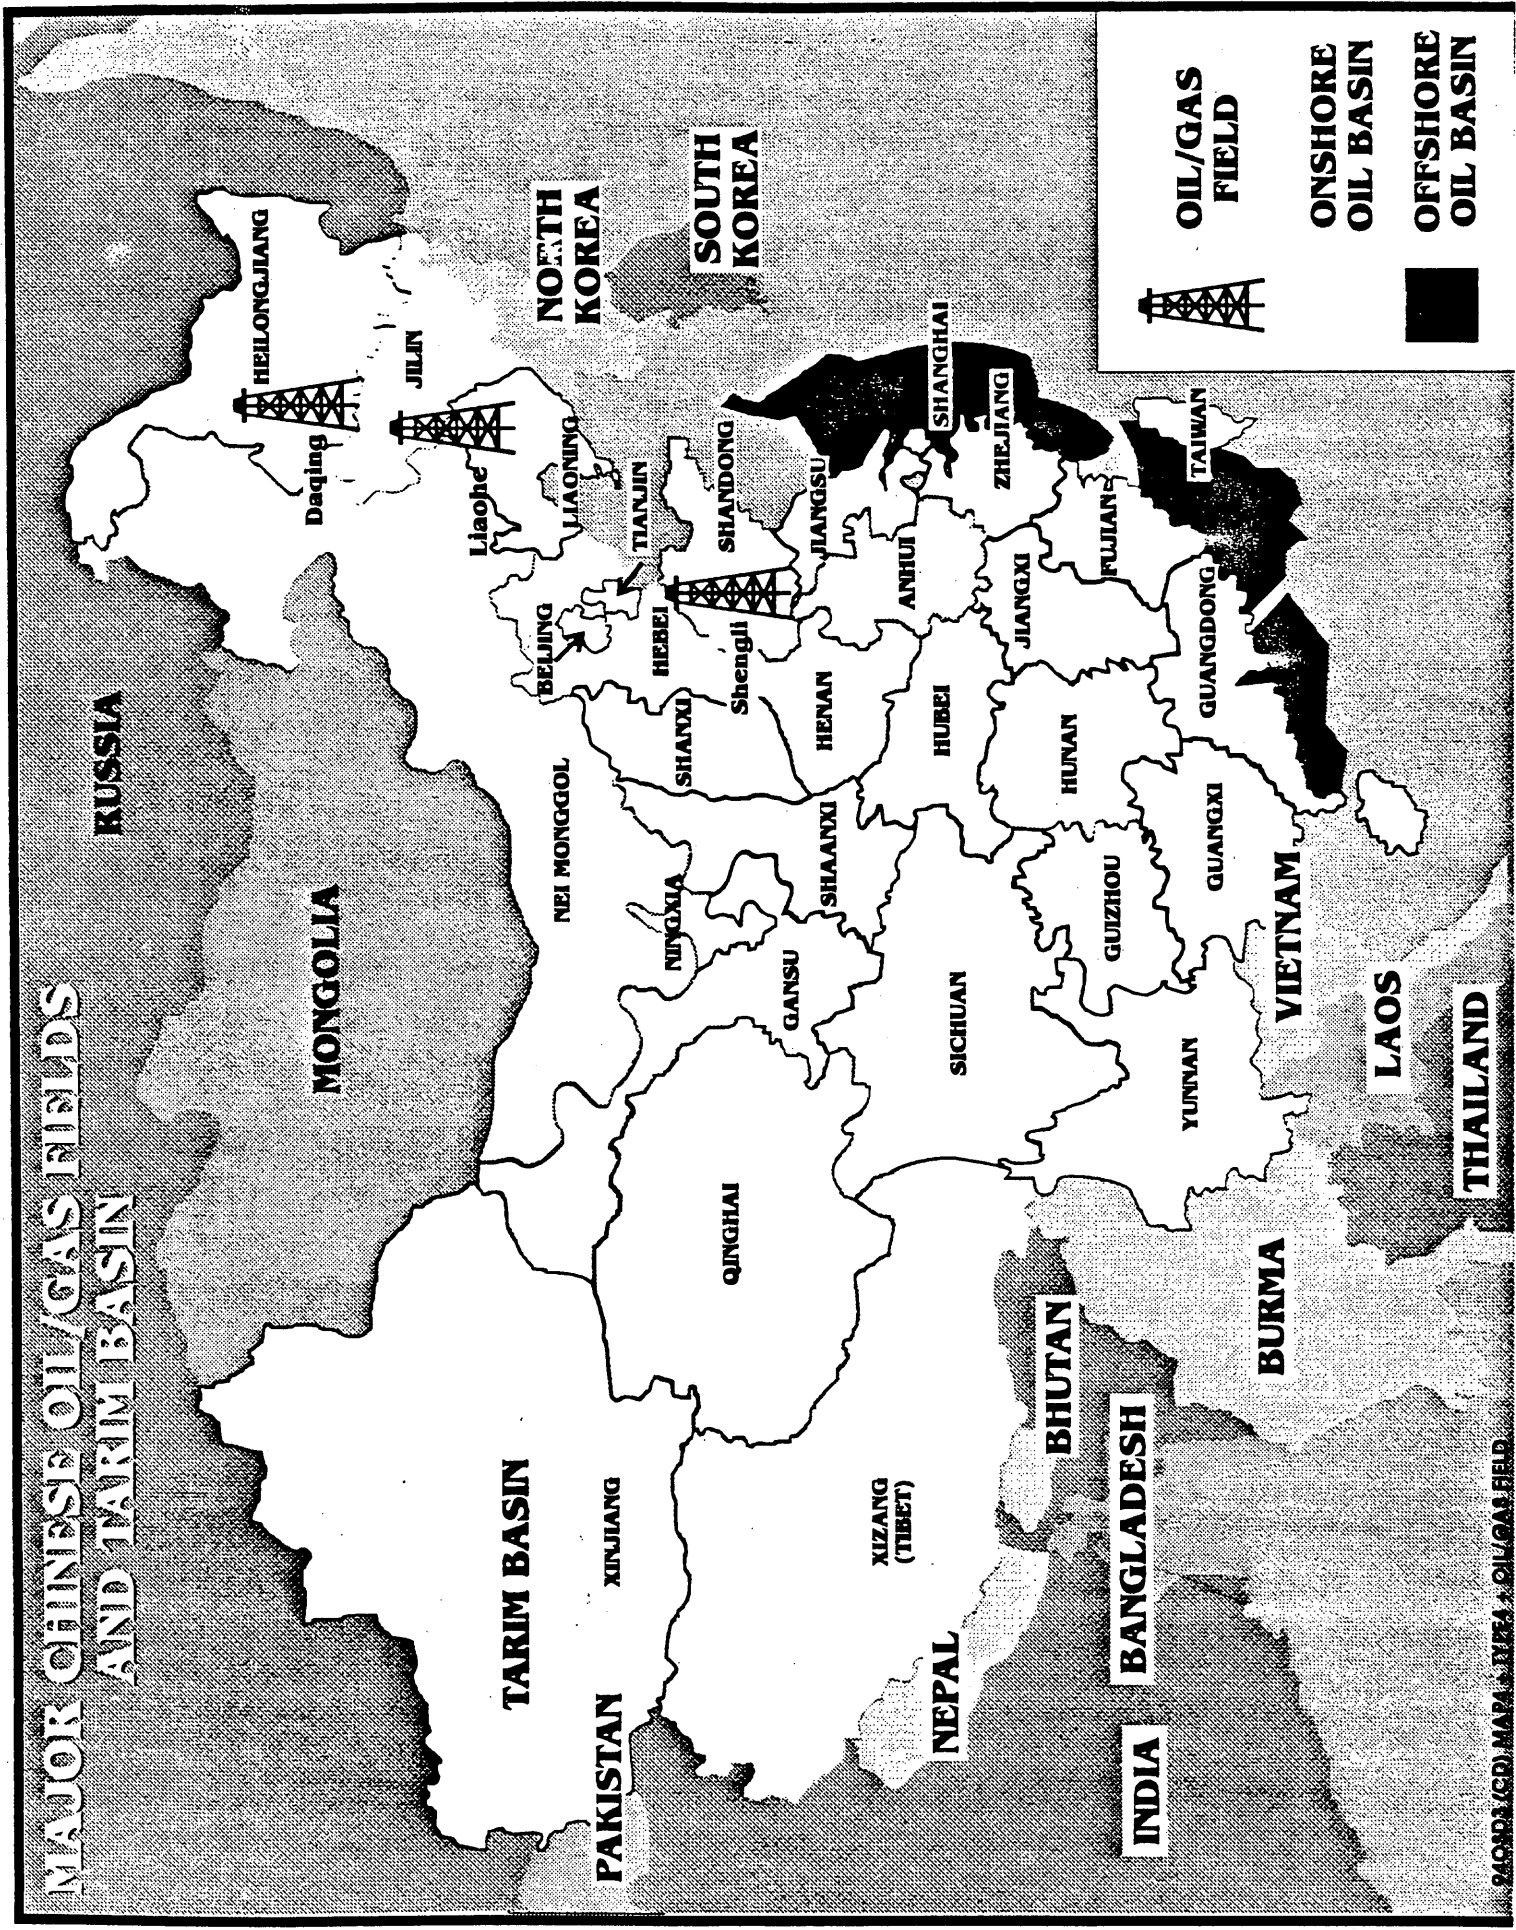 MAJOR CHINESE OIL/GAS FIELDS
AND TARIM BASIN
RUSSIA
MONGOLIA
HEILONGJIANG
Daqing
JILIN
Liaohe
LIAONING
NORTH
KOREA
SOUTH
KOREA
NEI MONGGOL
BEIJING
TIANJIN
HEBEI
SHANDONG
Shengli
SHANXI
NINGXIA
TARIM BASIN
XINJIANG
PAKISTAN
QINGHAI
GANSU
SHAANXI
HENAN
JIANGSU
ANHUI
SHANGHAI
ZHEJIANG
HUBEI
SICHUAN
XIZANG
(TIBET)
NEPAL
JIANGXI
HUNAN
FUJIAN
TAIWAN
GUIZHOU
BHUTAN
BANGLADESH
INDIA
YUNNAN
GUANGXI
GUANGDONG
BURMA
VIETNAM
LAOS
THAILAND
OIL/GAS
FIELD
ONSHORE
OIL BASIN
OFFSHORE
OIL BASIN